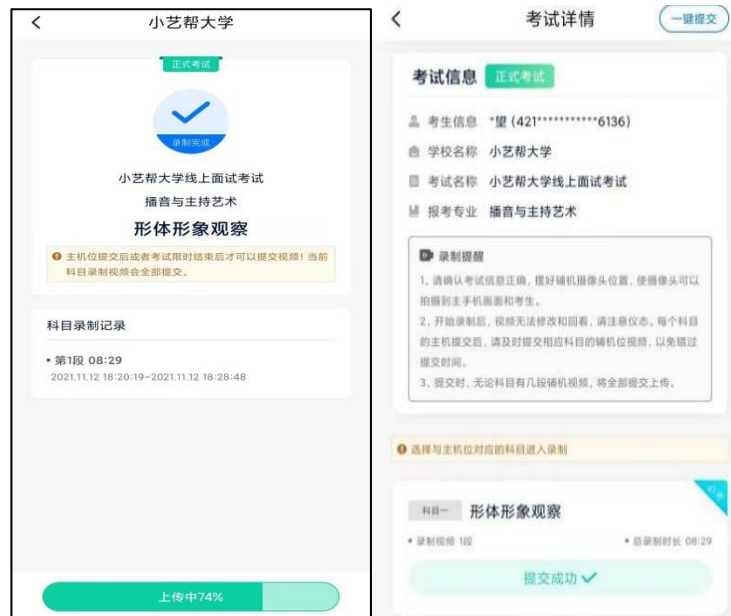 小艺帮大学
正式考试
录制完成
小艺帮大学线上面试考试
播音与主持艺术
形体形象观察
主机位提交后或者考试限时结束后才可以提交视频!当前
科目录制视频会全部提交。
科目录制记录
• 第1段 08:29
2021.11.12 18:20:19~2021.11.12 18:28:48
上传中74%
考试详情
一键提交
考试信息 正式考试
考生信息 *望 (421***********6136)
学校名称 小艺帮大学
考试名称 小艺帮大学线上面试考试
报考专业 播音与主持艺术
录制提醒
1、请确认考试信息正确,摆好辅机摄像头位置,使摄像头可以
拍摄到主手机画面和考生。
2、开始录制后,视频无法修改和回看,请注意仪态。每个科目
的主机提交后,请及时提交相应科目的辅机位视频,以免错过
提交时间。
3、提交时,无论科目有几段辅机视频,将全部提交上传。
选择与主机位对应的科目进入录制
科目一 形体形象观察
• 录制视频 1段 • 总录制时长 08:29
提交成功